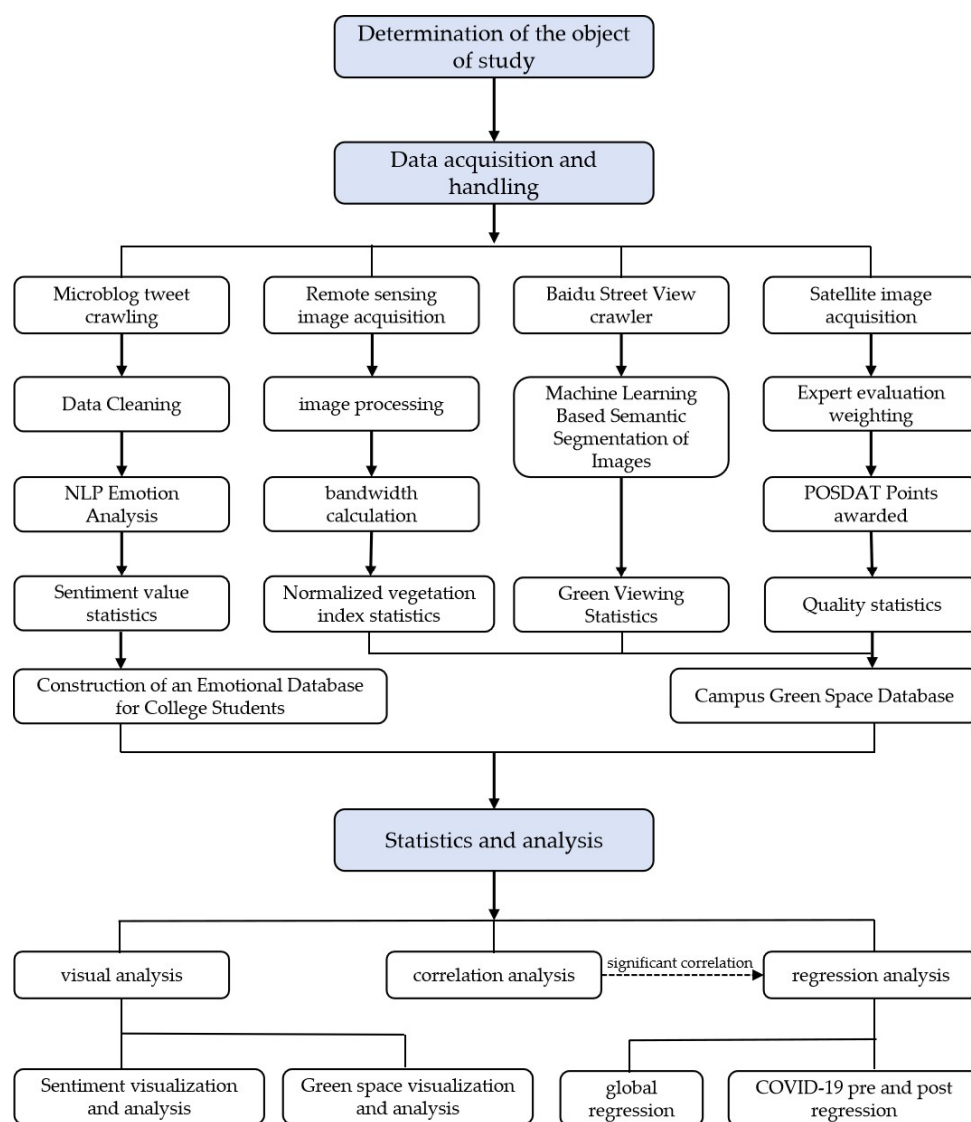 Determination of the object
of study
Data acquisition and
handling
Microblog tweet
crawling
Remote sensing
image acquisition
Baidu Street View
crawler
Satellite image
acquisition
Data Cleaning
image processing
Machine Learning
Based Semantic
Segmentation of
Images
Expert evaluation
weighting
NLP Emotion
Analysis
bandwidth
calculation
POSDAT Points
awarded
Sentiment value
statistics
Normalized vegetation
index statistics
Green Viewing
Statistics
Quality statistics
Construction of an Emotional Database
for College Students
Campus Green Space Database
Statistics and analysis
visual analysis
correlation analysis
significant correlation
regression analysis
Sentiment visualization
and analysis
Green space visualization
and analysis
global
regression
COVID-19 pre and post
regression